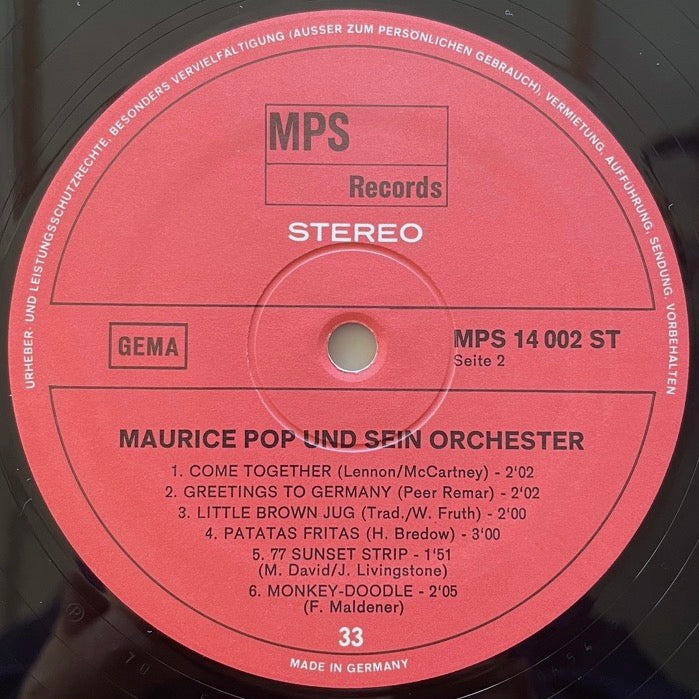 URHEBER- UND LEISTUNGSSCHUTZRECHTE, BESONDERS VERVIELFÄLTIGUNG (AUSSER ZUM PERSÖNLICHEN GEBRAUCH), VERMIETUNG, AUFFÜHRUNG, SENDUNG, VORBEHALTEN
MPS
Records
STEREO
GEMA
MPS 14 002 ST
Seite 2
MAURICE POP UND SEIN ORCHESTER
1. COME TOGETHER (Lennon/McCartney) - 2'02
2. GREETINGS TO GERMANY (Peer Remar) - 2'02
3. LITTLE BROWN JUG (Trad./W. Fruth) - 2'00
4. PATATAS FRITAS (H. Bredow) - 3'00
5. 77 SUNSET STRIP - 1'51
(M. David/J. Livingstone)
6. MONKEY-DOODLE - 2'05
(F. Maldener)
33
MADE IN GERMANY